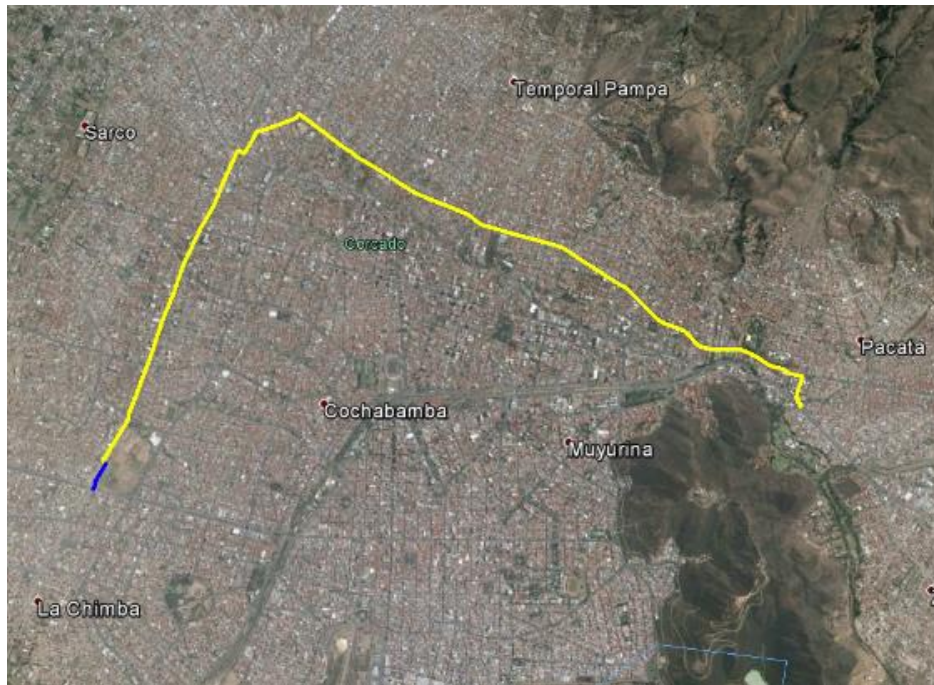 Temporal Pampa
Sarco
Corcado
Pacata
Cochabamba
Muyurina
La Chimba